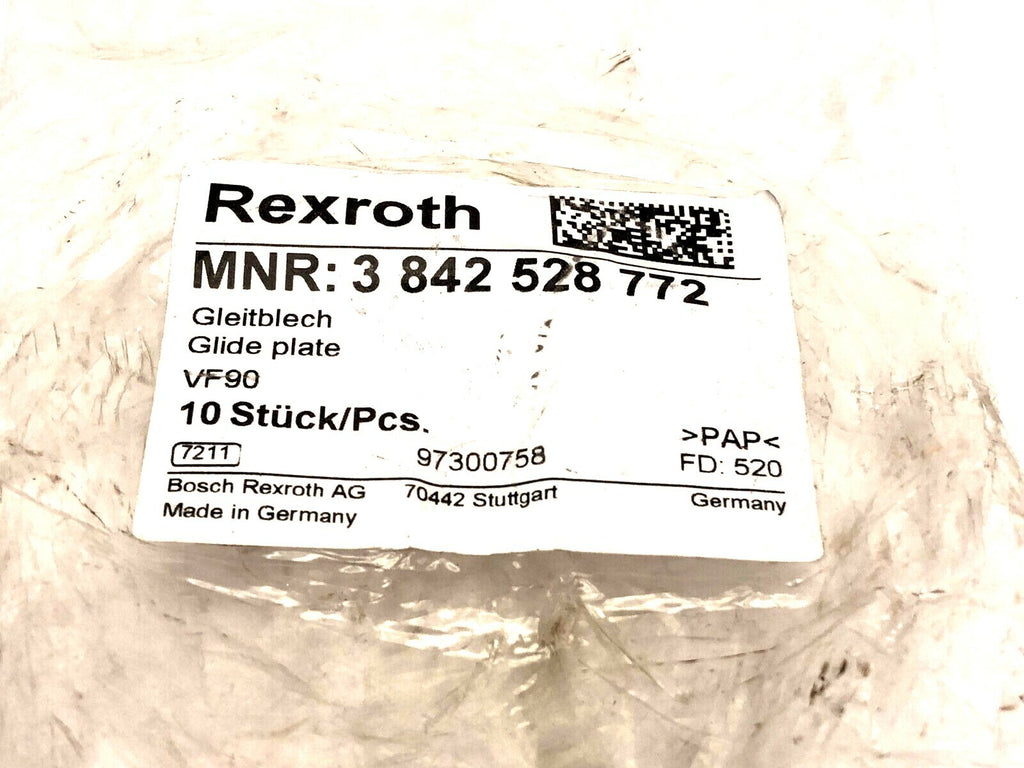 Rexroth
MNR: 3 842 528 772
Gleitblech
Glide plate
VF90
10 Stück/Pcs.
>PAP<
7211 97300758 FD: 520
Bosch Rexroth AG 70442 Stuttgart Germany
Made in Germany